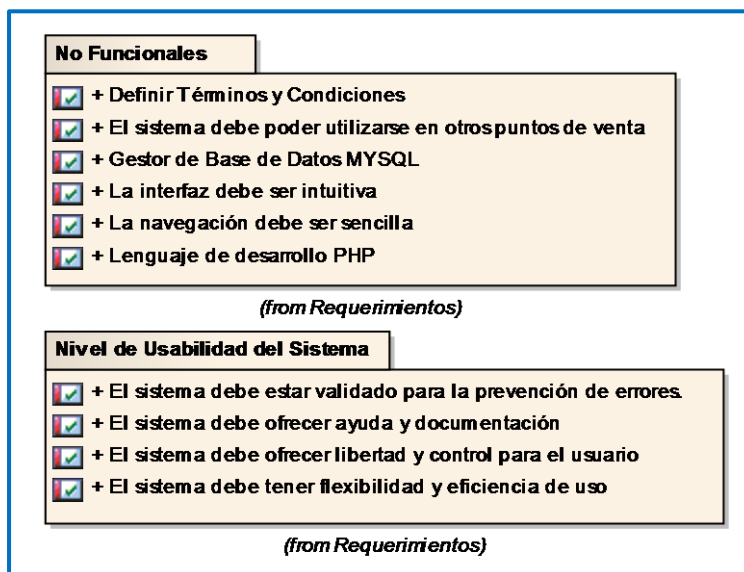 No Funcionales
+ Definir Términos y Condiciones
+ El sistema debe poder utilizarse en otros puntos de venta
+ Gestor de Base de Datos MYSQL
+ La interfaz debe ser intuitiva
+ La navegación debe ser sencilla
+ Lenguaje de desarrollo PHP
(from Requerimientos)
Nivel de Usabilidad del Sistema
+ El sistema debe estar validado para la prevención de errores.
+ El sistema debe ofrecer ayuda y documentación
+ El sistema debe ofrecer libertad y control para el usuario
+ El sistema debe tener flexibilidad y eficiencia de uso
(from Requerimientos)